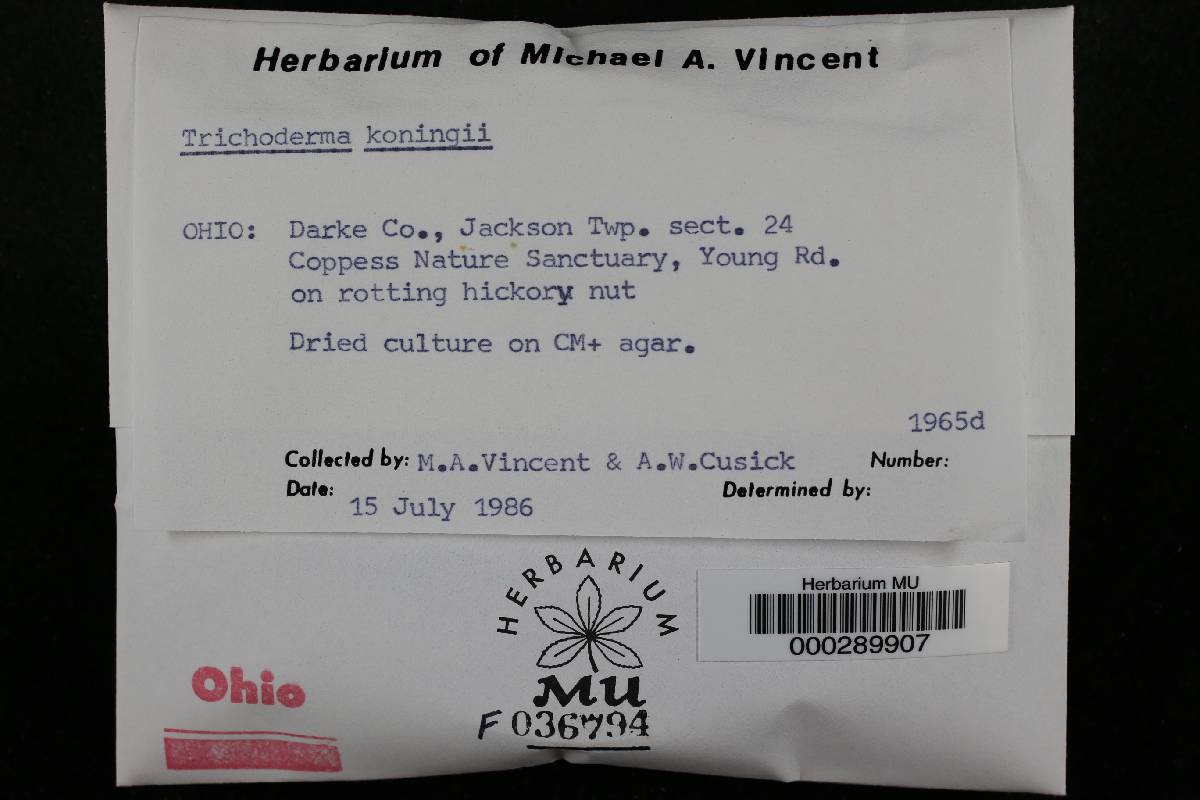 Herbarium of Michael A. Vincent
Trichoderma koningii
OHIO: Darke Co., Jackson Twp. sect. 24
Coppess Nature Sanctuary, Young Rd.
on rotting hickory nut
Dried culture on CM+ agar.
1965d
Collected by: M.A.Vincent & A.W.Cusick Number:
Date: 15 July 1986 Determined by:
HERBARIUM
MU
F 036794
Herbarium MU
000289907
Ohio